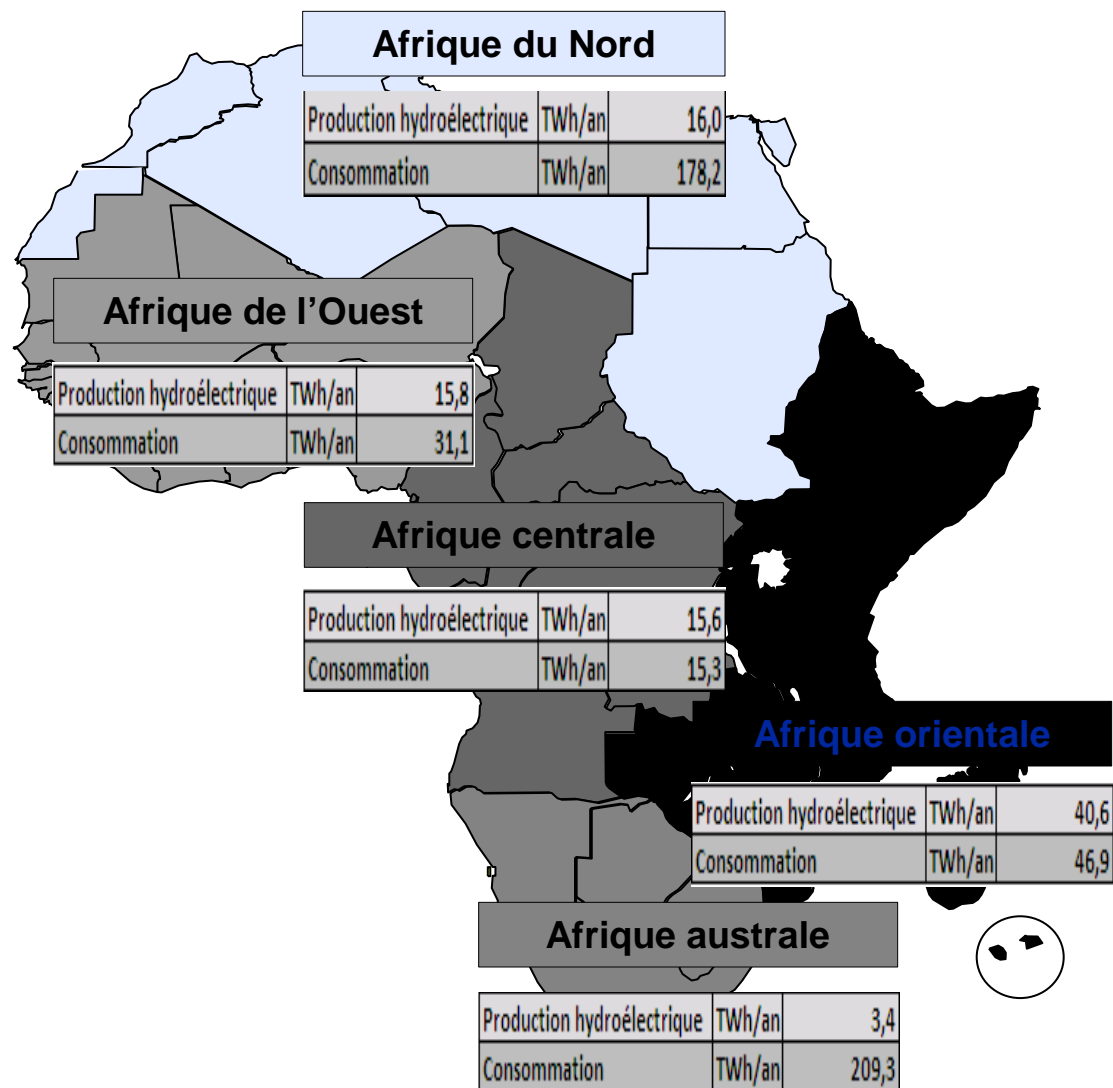 Afrique du Nord
Production hydroélectrique TWh/an 16,0
Consommation TWh/an 178,2
Afrique de l’Ouest
Production hydroélectrique TWh/an 15,8
Consommation TWh/an 31,1
Afrique centrale
Production hydroélectrique TWh/an 15,6
Consommation TWh/an 15,3
Afrique orientale
Production hydroélectrique TWh/an 40,6
Consommation TWh/an 46,9
Afrique australe
Production hydroélectrique TWh/an 3,4
Consommation TWh/an 209,3